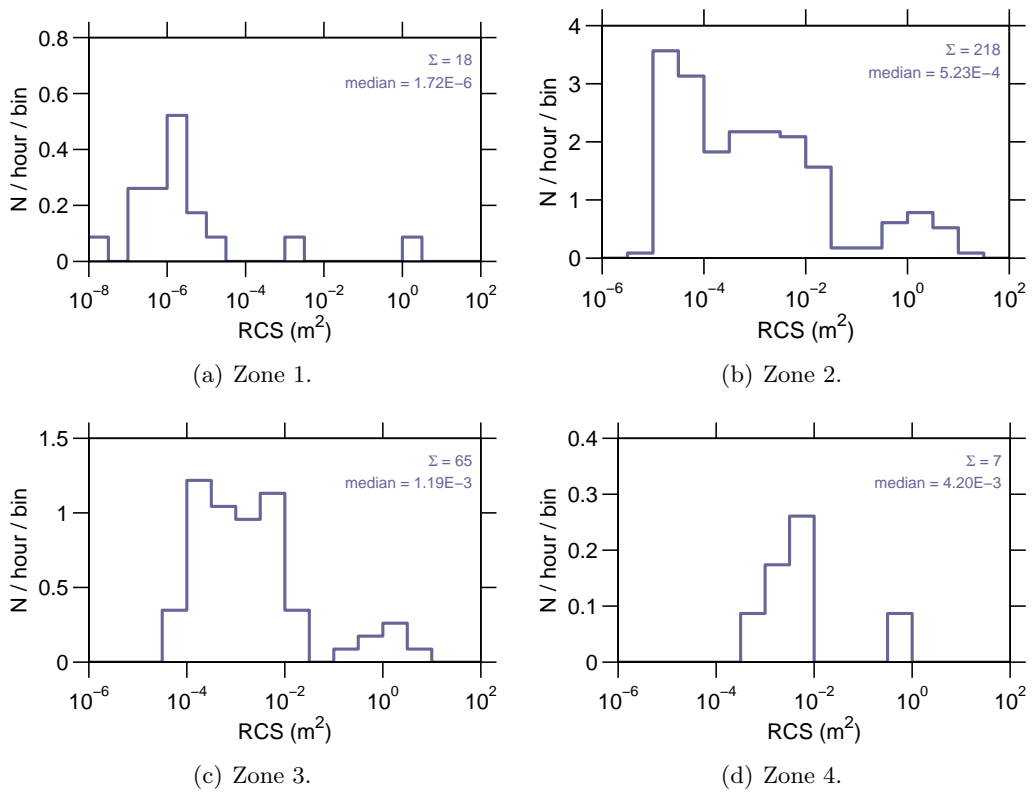 0.8
0.6
0.4
0.2
0
N / hour / bin
Σ = 18
median = 1.72E−6
10⁻⁸ 10⁻⁶ 10⁻⁴ 10⁻² 10⁰ 10²
RCS (m²)
(a) Zone 1.
4
3
2
1
0
N / hour / bin
Σ = 218
median = 5.23E−4
10⁻⁶ 10⁻⁴ 10⁻² 10⁰ 10²
RCS (m²)
(b) Zone 2.
1.5
1
0.5
0
N / hour / bin
Σ = 65
median = 1.19E−3
10⁻⁶ 10⁻⁴ 10⁻² 10⁰ 10²
RCS (m²)
(c) Zone 3.
0.4
0.3
0.2
0.1
0
N / hour / bin
Σ = 7
median = 4.20E−3
10⁻⁶ 10⁻⁴ 10⁻² 10⁰ 10²
RCS (m²)
(d) Zone 4.